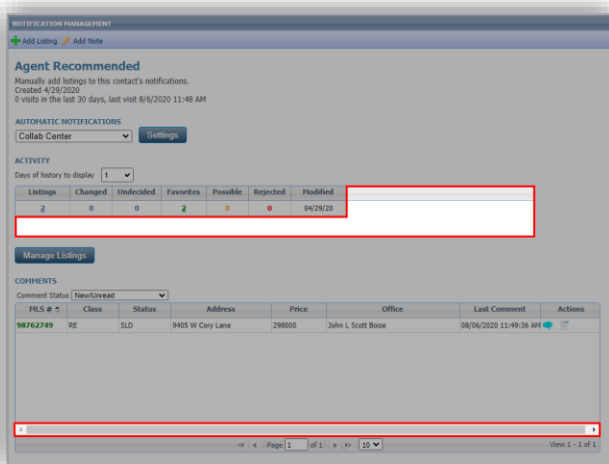 NOTIFICATION MANAGEMENT
Add Listing Add Note
Agent Recommended
Manually add listings to this contact's notifications.
Created 4/29/2020
0 visits in the last 30 days, last visit 8/6/2020 11:48 AM
AUTOMATIC NOTIFICATIONS
Collab Center Settings
ACTIVITY
Days of history to display 1
Listings Changed Undecided Favorites Possible Rejected Modified
2 0 0 2 0 0 04/29/20
Manage Listings
COMMENTS
Comment Status New/Unread
MLS # Class Status Address Price Office Last Comment Actions
98762749 RE SLD 9405 W Cory Lane 298000 John L Scott Boise 08/06/2020 11:49:36 AM
Page 1 of 1 10 View 1 - 1 of 1